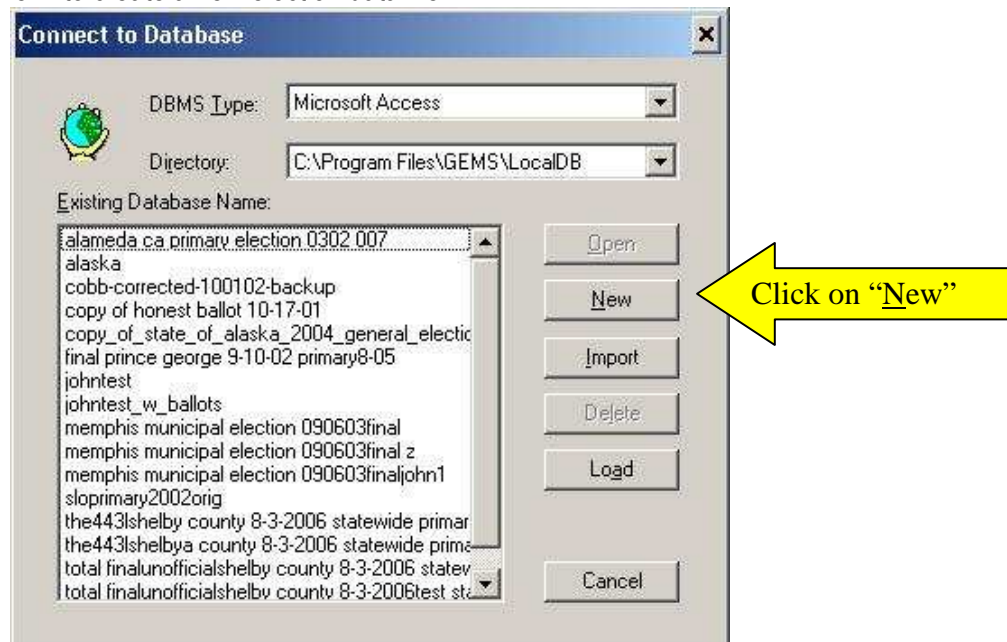 Connect to Database
DBMS Type: Microsoft Access
Directory: C:\Program Files\GEMS\LocalDB
Existing Database Name:
alameda ca primary election 0302 007
alaska
cobb-corrected-100102-backup
copy of honest ballot 10-17-01
copy_of_state_of_alaska_2004_general_electic
final prince george 9-10-02 primary8-05
johntest
johntest_w_ballots
memphis municipal election 090603final
memphis municipal election 090603final z
memphis municipal election 090603finaljohn1
sloprimary2002orig
the443lshelby county 8-3-2006 statewide primar
the443lshelbya county 8-3-2006 statewide prima
total finalunofficialshelby county 8-3-2006 statev
total finalunofficialshelby county 8-3-2006test sta
Open
New
Import
Delete
Load
Cancel
Click on “New”